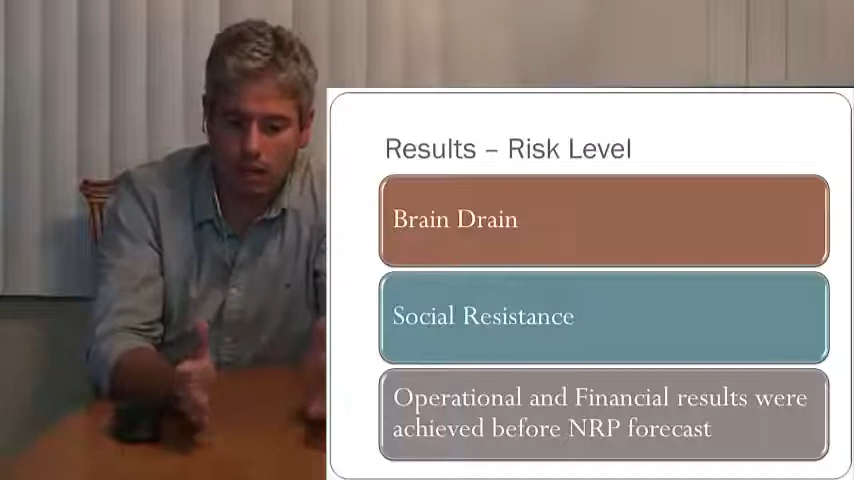 Results – Risk Level
Brain Drain
Social Resistance
Operational and Financial results were
achieved before NRP forecast